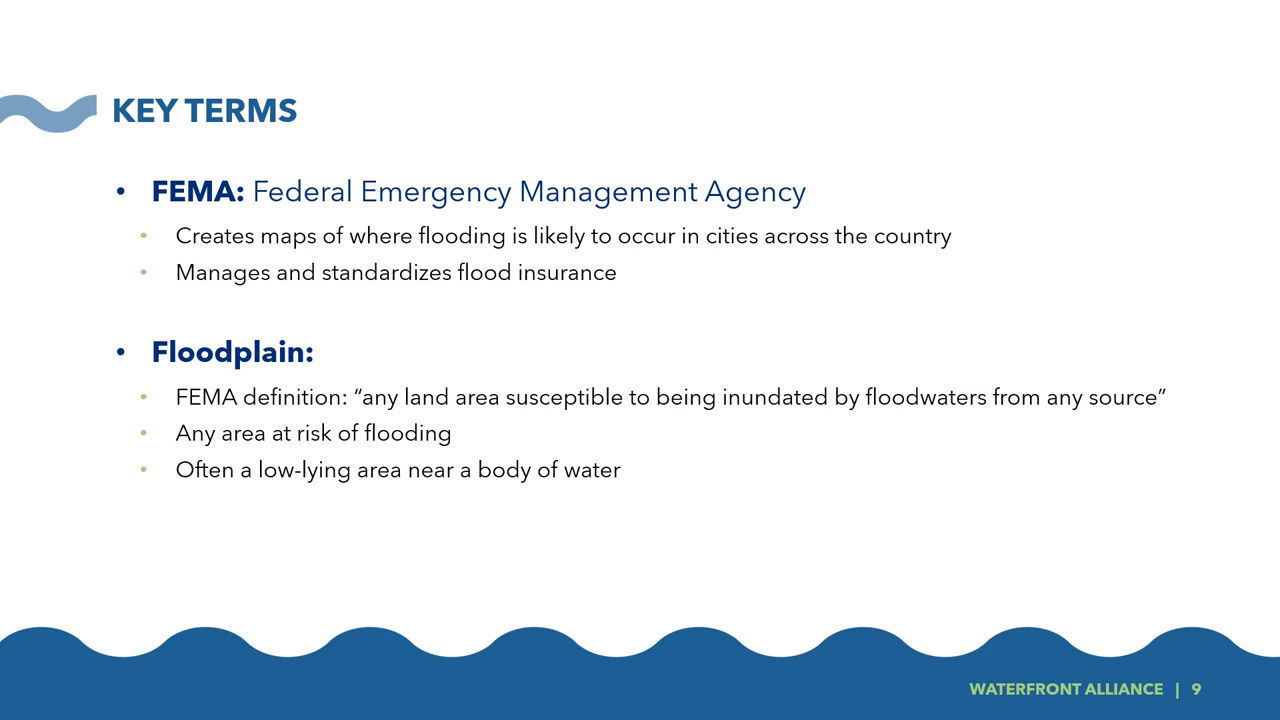 KEY TERMS
• FEMA: Federal Emergency Management Agency
• Creates maps of where flooding is likely to occur in cities across the country
• Manages and standardizes flood insurance
• Floodplain:
• FEMA definition: “any land area susceptible to being inundated by floodwaters from any source”
• Any area at risk of flooding
• Often a low-lying area near a body of water
WATERFRONT ALLIANCE | 9